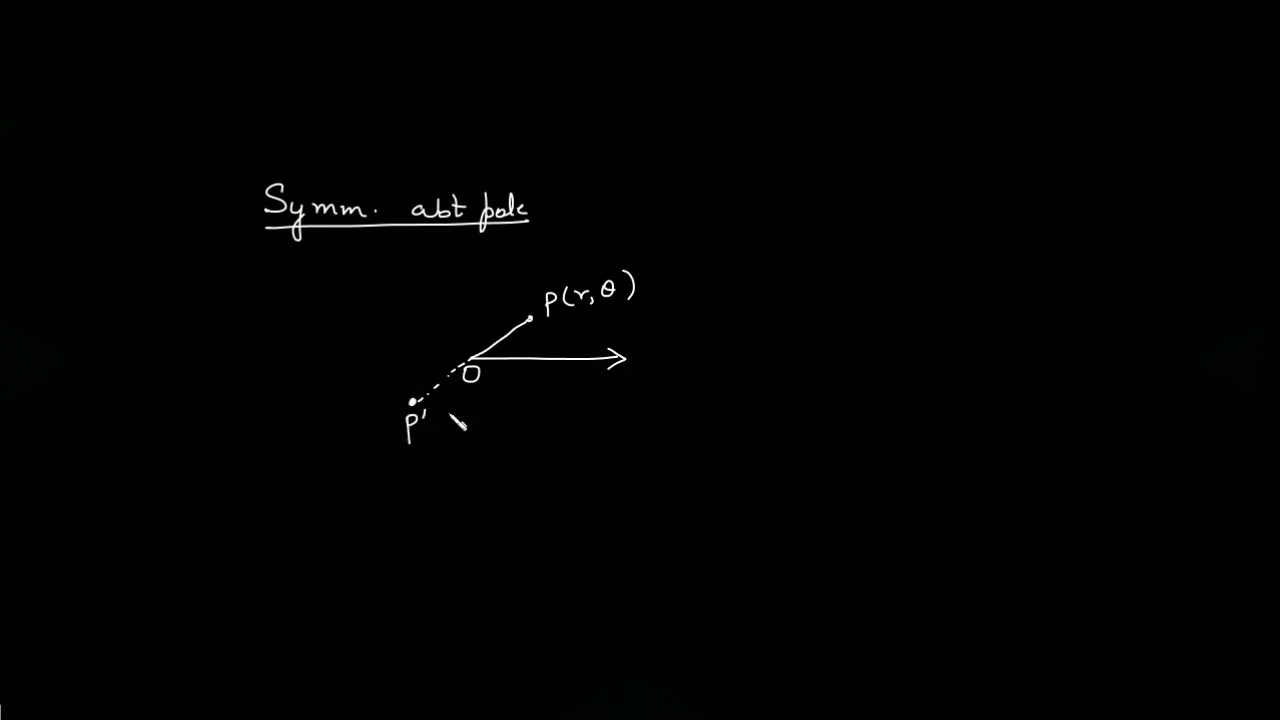 Symm. abt pole
P(r, θ)
O
P'